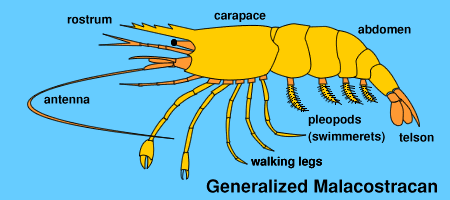 rostrum
carapace
abdomen
antenna
pleopods
(swimmerets)
telson
walking legs
Generalized Malacostracan